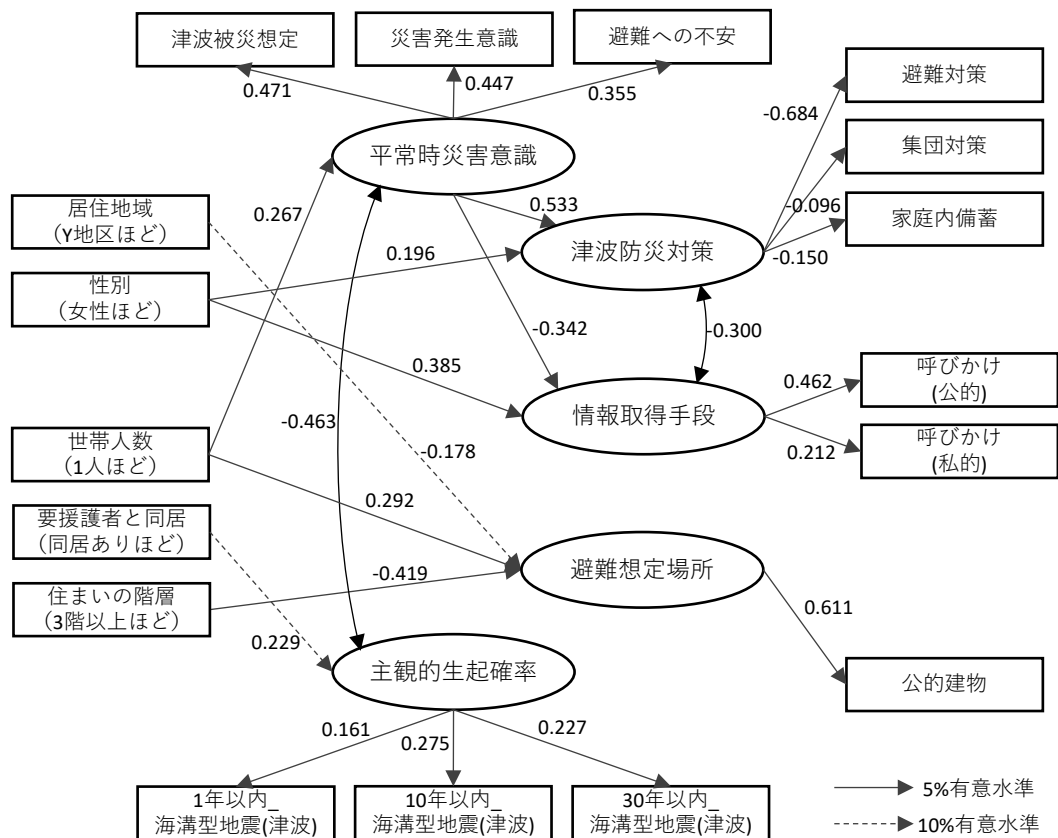 津波被災想定
災害発生意識
避難への不安
0.471
0.447
0.355
避難対策
-0.684
平常時災害意識
集団対策
0.267
0.533
-0.096
居住地域
(Y地区ほど)
家庭内備蓄
0.196
津波防災対策
-0.150
性別
(女性ほど)
-0.342
-0.300
0.385
0.462
呼びかけ
(公的)
-0.463
情報取得手段
世帯人数
(1人ほど)
-0.178
0.212
呼びかけ
(私的)
0.292
要援護者と同居
(同居ありほど)
避難想定場所
-0.419
住まいの階層
(3階以上ほど)
0.611
0.229
主観的生起確率
公的建物
0.161
0.275
0.227
1年以内_
海溝型地震(津波)
10年以内_
海溝型地震(津波)
30年以内_
海溝型地震(津波)
5%有意水準
10%有意水準